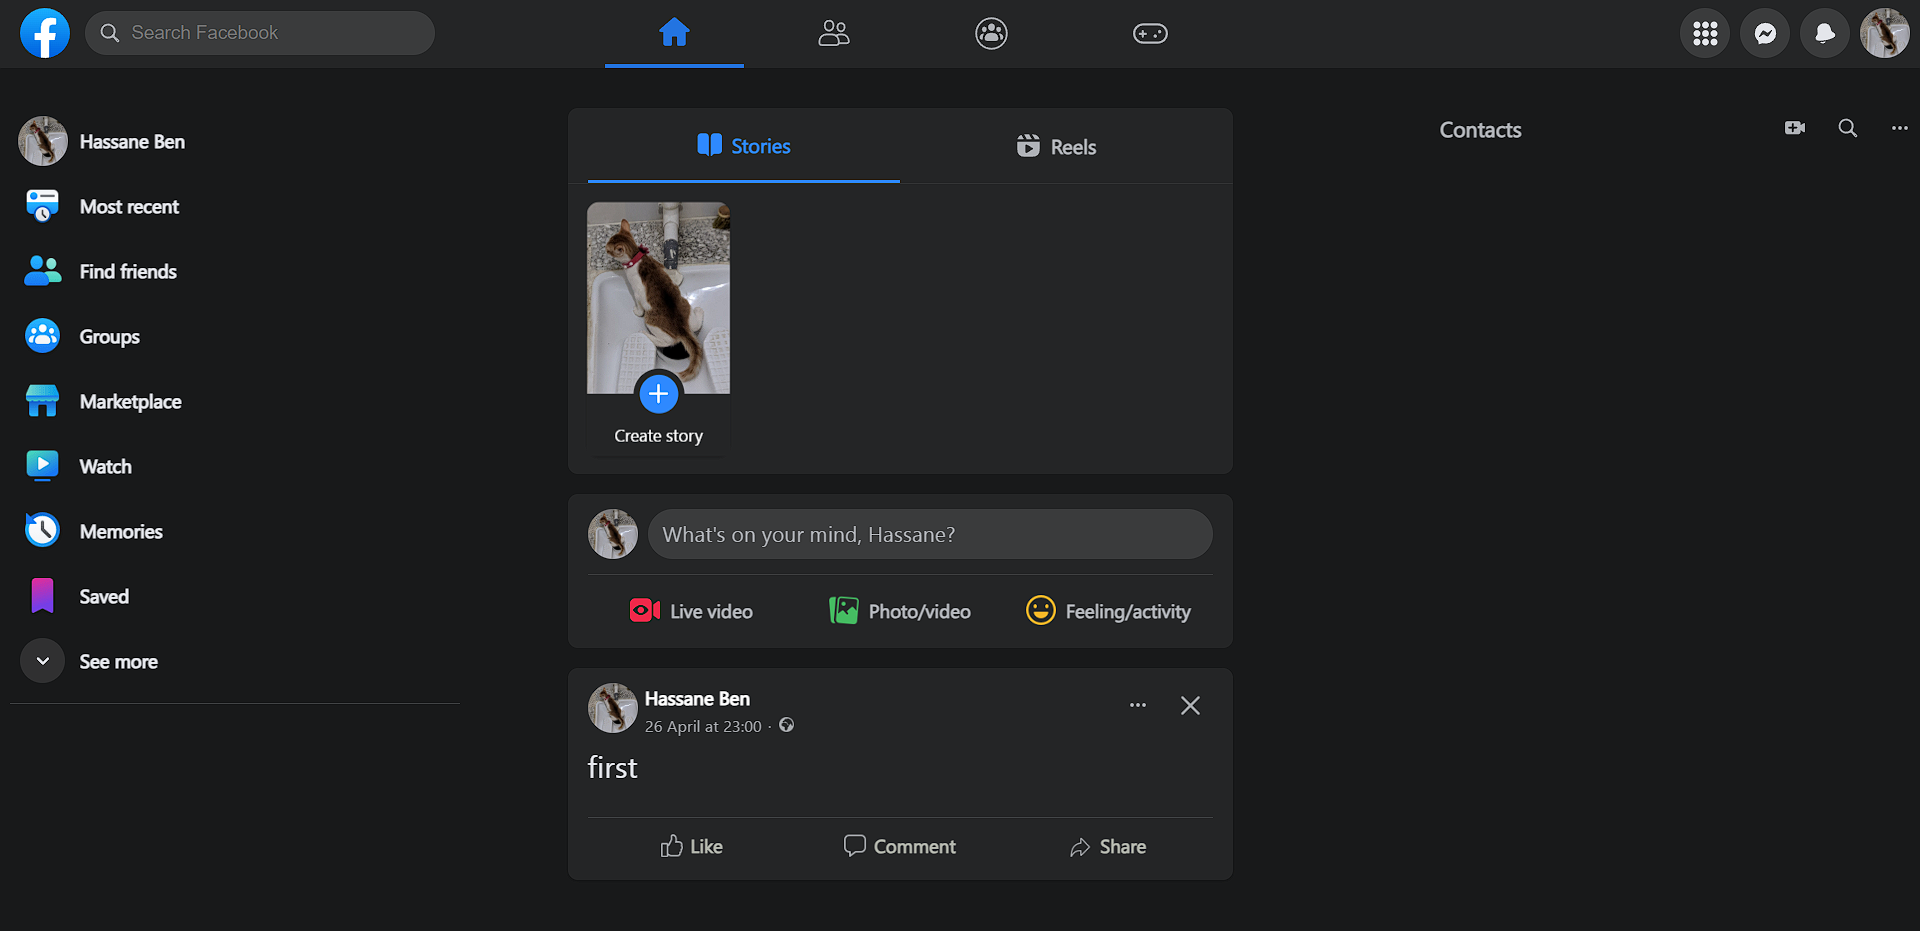 Search Facebook
Hassane Ben
Most recent
Find friends
Groups
Marketplace
Watch
Memories
Saved
See more
Stories
Reels
Create story
What's on your mind, Hassane?
Live video
Photo/video
Feeling/activity
Hassane Ben
26 April at 23:00 ·
first
Like
Comment
Share
Contacts